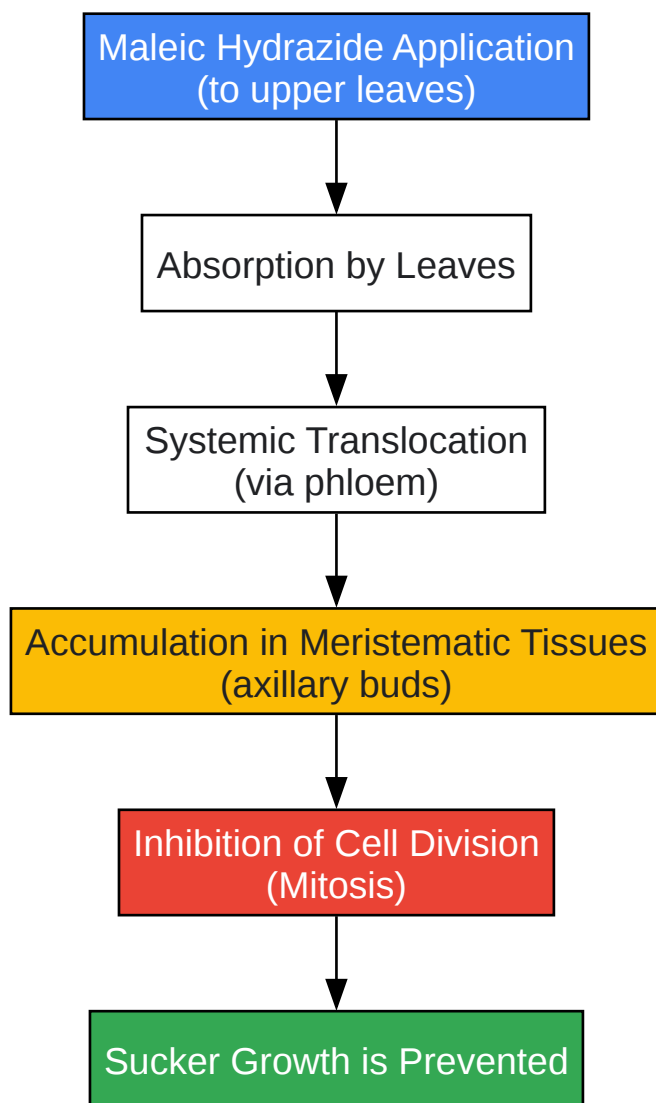 Maleic Hydrazide Application
(to upper leaves)
Absorption by Leaves
Systemic Translocation
(via phloem)
Accumulation in Meristematic Tissues
(axillary buds)
Inhibition of Cell Division
(Mitosis)
Sucker Growth is Prevented